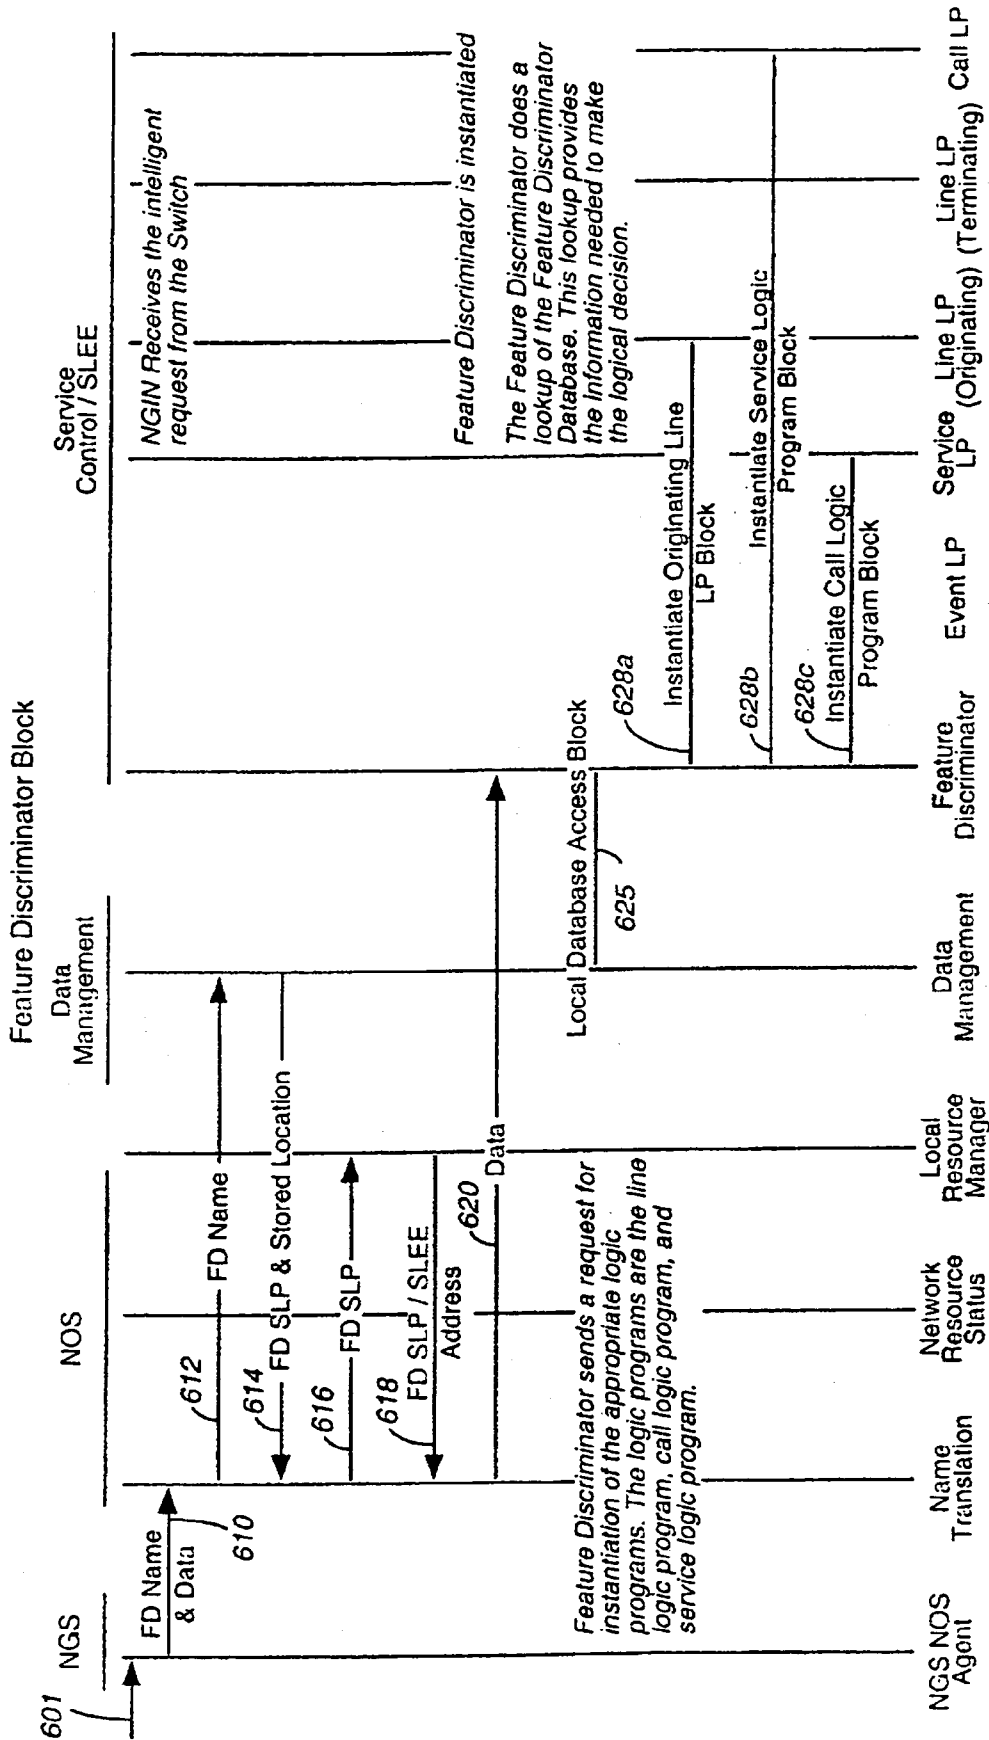 Feature Discriminator Block
NGS
NOS
Data
Management
Service
Control / SLEE
601
FD Name
& Data
610
612
FD Name
614
FD SLP & Stored Location
616
FD SLP
618
FD SLP / SLEE
Address
620
Data
NGIN Receives the intelligent
request from the Switch
Feature Discriminator is instantiated
The Feature Discriminator does a
lookup of the Feature Discriminator
Database. This lookup provides
the Information needed to make
the logical decision.
Local Database Access Block
625
Feature Discriminator sends a request for
instantiation of the appropriate logic
programs. The logic programs are the line
logic program, call logic program, and
service logic program.
628a
Instantiate Originating Line
LP Block
628b
Instantiate Service Logic
Program Block
628c
Instantiate Call Logic
Program Block
NGS NOS
Agent
Name
Translation
Network
Resource
Status
Local
Resource
Manager
Data
Management
Feature
Discriminator
Event LP
Service
LP
Line LP
(Originating)
Line LP
(Terminating)
Call LP